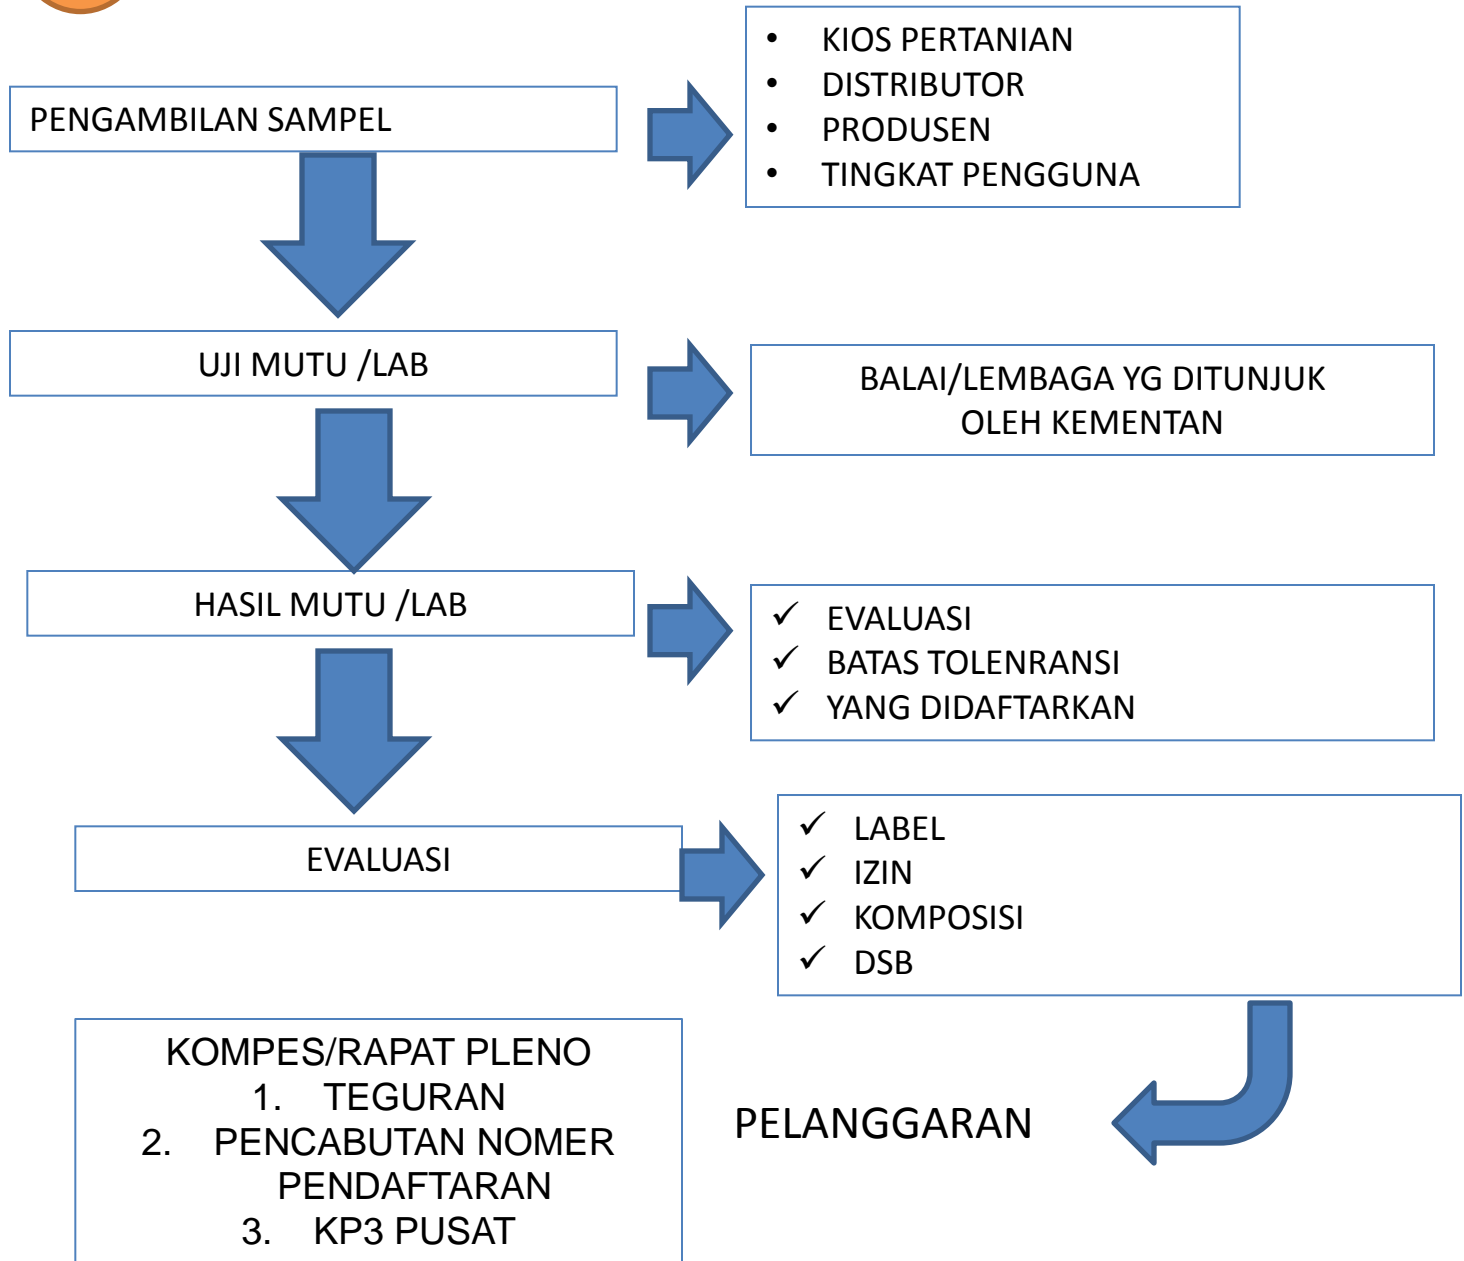 PENGAMBILAN SAMPEL
• KIOS PERTANIAN
• DISTRIBUTOR
• PRODUSEN
• TINGKAT PENGGUNA
UJI MUTU /LAB
BALAI/LEMBAGA YG DITUNJUK
OLEH KEMENTAN
HASIL MUTU /LAB
✓ EVALUASI
✓ BATAS TOLENRANSI
✓ YANG DIDAFTARKAN
EVALUASI
✓ LABEL
✓ IZIN
✓ KOMPOSISI
✓ DSB
PELANGGARAN
KOMPES/RAPAT PLENO
1. TEGURAN
2. PENCABUTAN NOMER
PENDAFTARAN
3. KP3 PUSAT